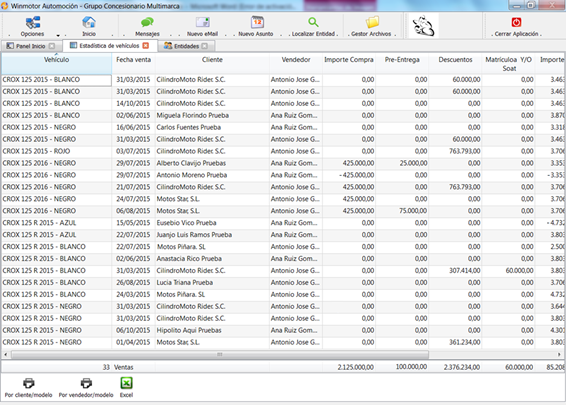 Winmotor Automoción - Grupo Concesionario Multimarca
Opciones Inicio Mensajes Nuevo eMail Nuevo Asunto Localizar Entidad Gestor Archivos Cerrar Aplicación
Panel Inicio Estadística de vehículos Entidades
Vehículo Fecha venta Cliente Vendedor Importe Compra Pre-Entrega Descuentos Matriculoa Y/O Soat Importe
CROX 125 2015 - BLANCO 31/03/2015 CilindroMoto Rider. S.C. Antonio Jose G... 0,00 0,00 60.000,00 0,00 3.463
CROX 125 2015 - BLANCO 31/03/2015 CilindroMoto Rider. S.C. Antonio Jose G... 0,00 0,00 60.000,00 0,00 3.463
CROX 125 2015 - BLANCO 14/10/2015 CilindroMoto Rider. S.C. Antonio Jose G... 0,00 0,00 0,00 0,00 3.463
CROX 125 2015 - BLANCO 02/06/2015 Miguela Florindo Prueba Ana Ruiz Gom... 0,00 0,00 0,00 0,00 3.870
CROX 125 2015 - NEGRO 16/06/2015 Carlos Fuentes Prueba Ana Ruiz Gom... 0,00 0,00 0,00 0,00 3.318
CROX 125 2015 - NEGRO 31/03/2015 CilindroMoto Rider. S.C. Antonio Jose G... 0,00 0,00 60.000,00 0,00 3.463
CROX 125 2015 - ROJO 03/07/2015 CilindroMoto Rider. S.C. Antonio Jose G... 0,00 0,00 763.793,00 0,00 3.706
CROX 125 2016 - NEGRO 29/07/2015 Alberto Clavijo Pruebas Ana Ruiz Gom... 425.000,00 25.000,00 0,00 0,00 3.353
CROX 125 2016 - NEGRO 29/07/2015 Antonio Moreno Prueba Ana Ruiz Gom... -425.000,00 0,00 0,00 0,00 -3.353
CROX 125 2016 - NEGRO 21/07/2015 CilindroMoto Rider. S.C. Antonio Jose G... 425.000,00 0,00 763.793,00 0,00 3.706
CROX 125 2016 - NEGRO 24/07/2015 Motos Star, S.L. Antonio Jose G... 425.000,00 0,00 0,00 0,00 3.706
CROX 125 2016 - NEGRO 06/08/2015 Motos Star, S.L. Antonio Jose G... 425.000,00 75.000,00 0,00 0,00 3.706
CROX 125 R 2015 - AZUL 15/05/2015 Eusebio Vico Prueba Ana Ruiz Gom... 0,00 0,00 0,00 0,00 -4.732
CROX 125 R 2015 - AZUL 22/07/2015 Juanjo Luis Ramos Prueba Ana Ruiz Gom... 0,00 0,00 0,00 0,00 3.803
CROX 125 R 2015 - BLANCO 22/07/2015 Motos Piñara. SL Antonio Jose G... 0,00 0,00 0,00 0,00 2.500
CROX 125 R 2015 - BLANCO 02/06/2015 Anastacia Rico Prueba Ana Ruiz Gom... 0,00 0,00 0,00 0,00 3.803
CROX 125 R 2015 - BLANCO 31/03/2015 CilindroMoto Rider. S.C. Antonio Jose G... 0,00 0,00 307.414,00 60.000,00 3.803
CROX 125 R 2015 - BLANCO 26/08/2015 Lucia Triana Prueba Antonio Jose G... 0,00 0,00 0,00 0,00 3.706
CROX 125 R 2015 - BLANCO 24/03/2015 Motos Piñara. SL Antonio Jose G... 0,00 0,00 0,00 0,00 4.732
CROX 125 R 2015 - NEGRO 31/03/2015 CilindroMoto Rider. S.C. Antonio Jose G... 0,00 0,00 0,00 0,00 3.644
CROX 125 R 2015 - NEGRO 31/03/2015 CilindroMoto Rider. S.C. Antonio Jose G... 0,00 0,00 0,00 0,00 3.803
CROX 125 R 2015 - NEGRO 06/10/2015 Hipolito Aqui Pruebas Ana Ruiz Gom... 0,00 0,00 0,00 0,00 4.303
CROX 125 R 2015 - NEGRO 01/04/2015 Motos Star, S.L. Antonio Jose G... 0,00 0,00 361.234,00 0,00 3.803
33 Ventas 2.125.000,00 100.000,00 2.376.234,00 60.000,00 85.208
Por cliente/modelo Por vendedor/modelo Excel